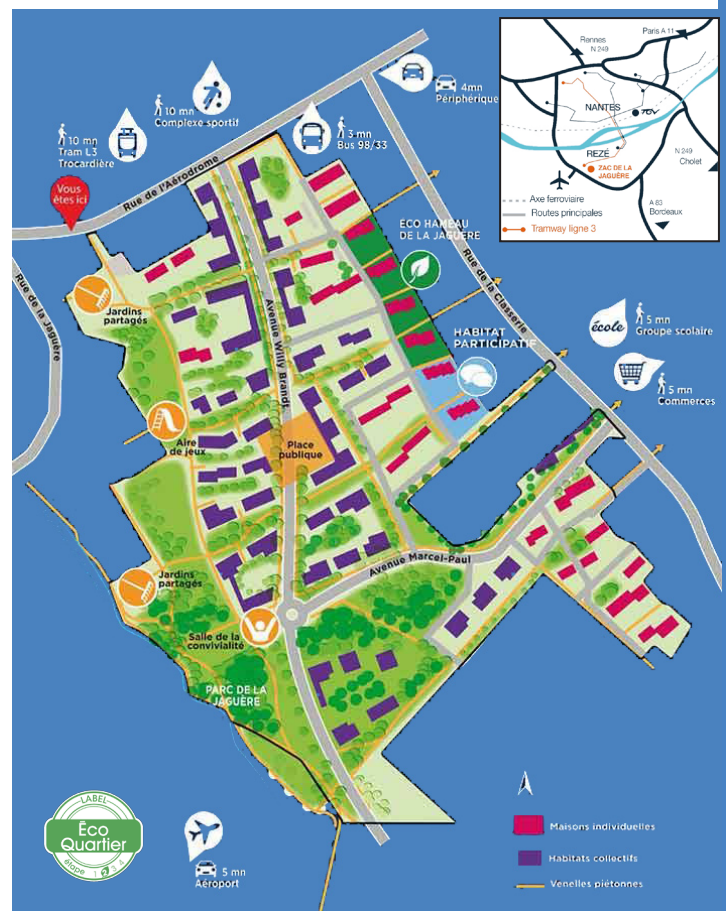 Rennes
N 249
Paris A 11
NANTES
TGV
REZÉ
ZAC DE LA
JAGUÈRE
N 249
Cholet
A 83
Bordeaux
Axe ferroviaire
Routes principales
Tramway ligne 3
10 mn
Complexe sportif
4mn
Périphérique
10 mn
Tram L3
Trocardière
3 mn
Bus 98/33
Vous
êtes ici
Rue de l'Aérodrome
Rue de la Jaguère
ÉCO HAMEAU
DE LA JAGUÈRE
Rue de la Classerie
Jardins
partagés
Avenue Willy Brandt
HABITAT
PARTICIPATIF
école
5 mn
Groupe scolaire
5 mn
Commerces
Aire
de jeux
Place
publique
Avenue Marcel-Paul
Jardins
partagés
Salle de la
convivialité
PARC DE LA
JAGUÈRE
LABEL
Éco
Quartier
étape 1 2 3 4
5 mn
Aéroport
Maisons individuelles
Habitats collectifs
Venelles piétonnes